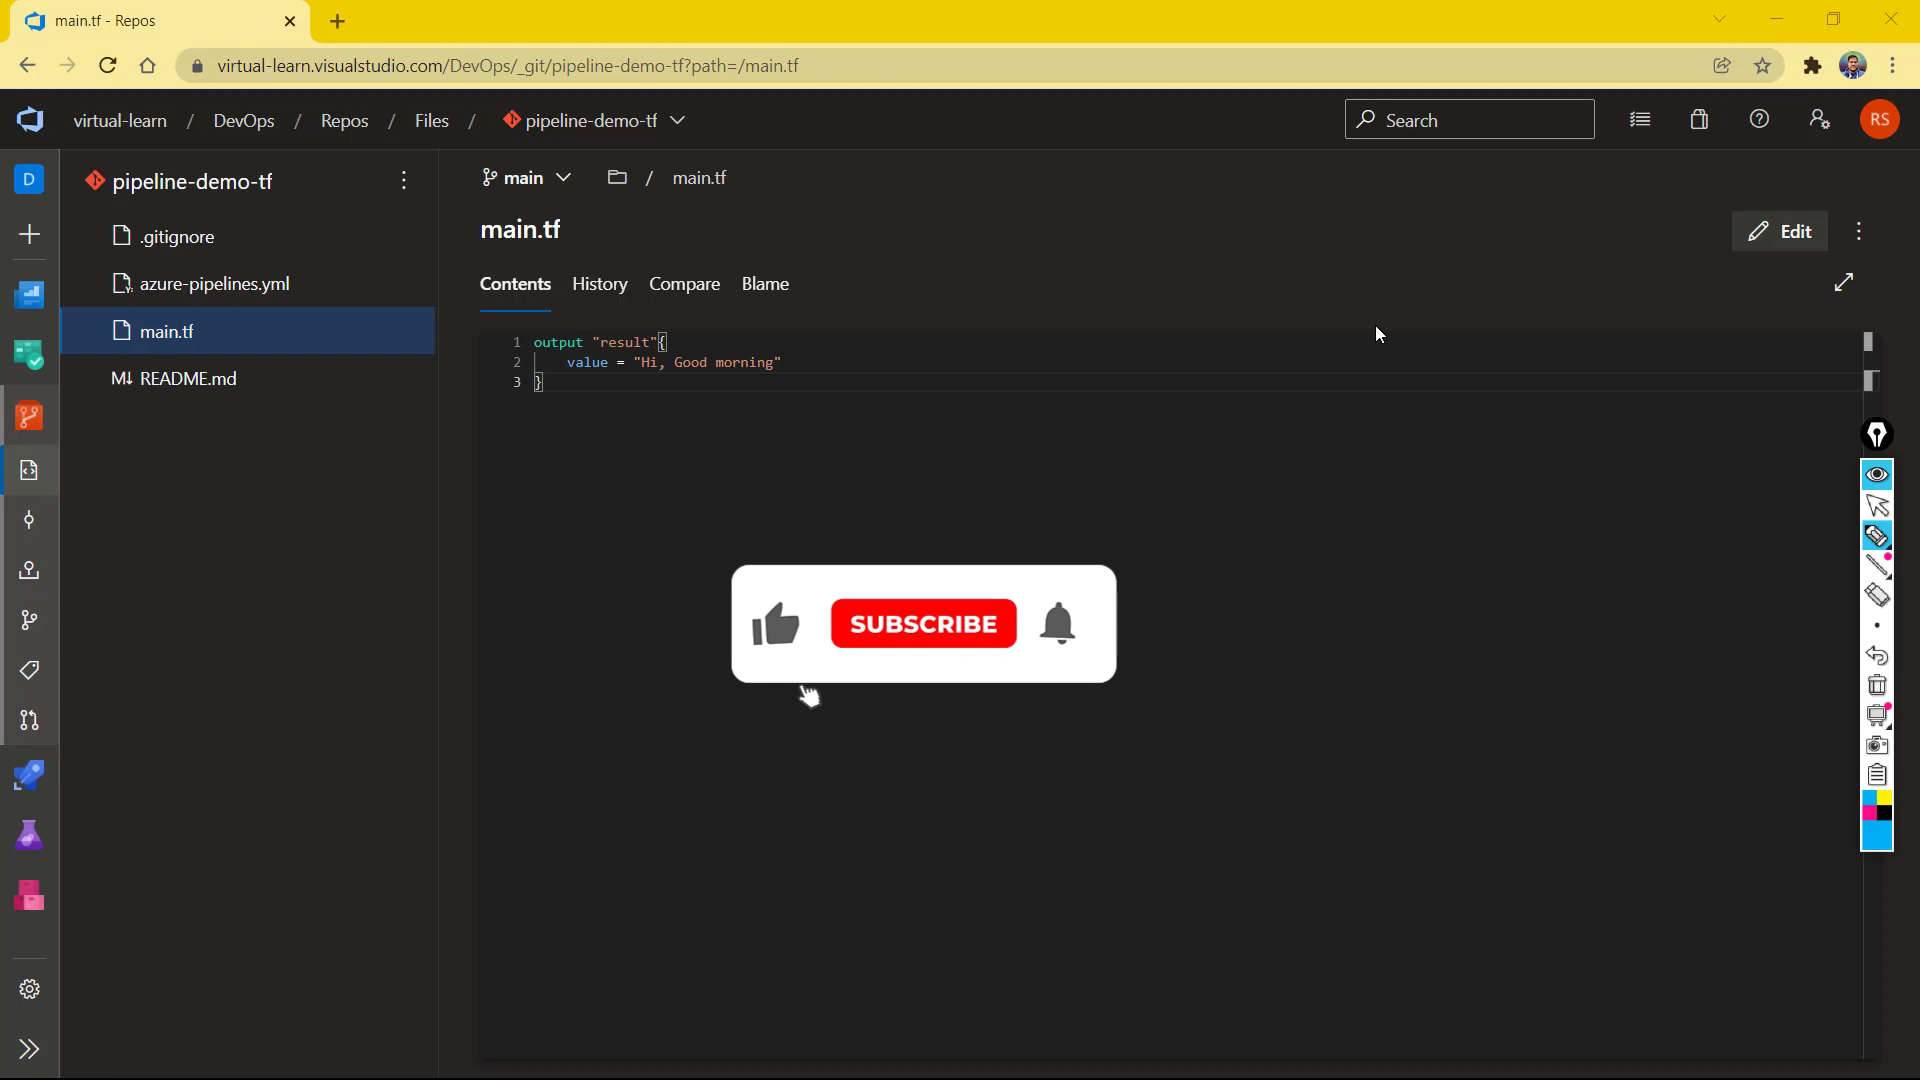 main.tf - Repos
virtual-learn.visualstudio.com/DevOps/_git/pipeline-demo-tf?path=/main.tf
virtual-learn / DevOps / Repos / Files / pipeline-demo-tf
Search
RS
D
pipeline-demo-tf
.gitignore
azure-pipelines.yml
main.tf
README.md
main / main.tf
main.tf
Edit
Contents History Compare Blame
1 output "result"{
2 value = "Hi, Good morning"
3 }
SUBSCRIBE